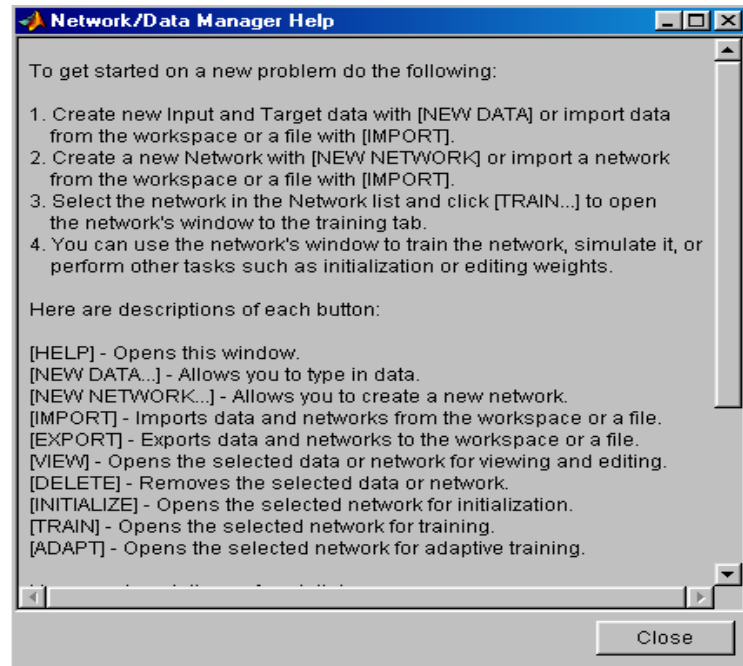 Network/Data Manager Help
To get started on a new problem do the following:
1. Create new Input and Target data with [NEW DATA] or import data
from the workspace or a file with [IMPORT].
2. Create a new Network with [NEW NETWORK] or import a network
from the workspace or a file with [IMPORT].
3. Select the network in the Network list and click [TRAIN...] to open
the network's window to the training tab.
4. You can use the network's window to train the network, simulate it, or
perform other tasks such as initialization or editing weights.
Here are descriptions of each button:
[HELP] - Opens this window.
[NEW DATA...] - Allows you to type in data.
[NEW NETWORK...] - Allows you to create a new network.
[IMPORT] - Imports data and networks from the workspace or a file.
[EXPORT] - Exports data and networks to the workspace or a file.
[VIEW] - Opens the selected data or network for viewing and editing.
[DELETE] - Removes the selected data or network.
[INITIALIZE] - Opens the selected network for initialization.
[TRAIN] - Opens the selected network for training.
[ADAPT] - Opens the selected network for adaptive training.
Close